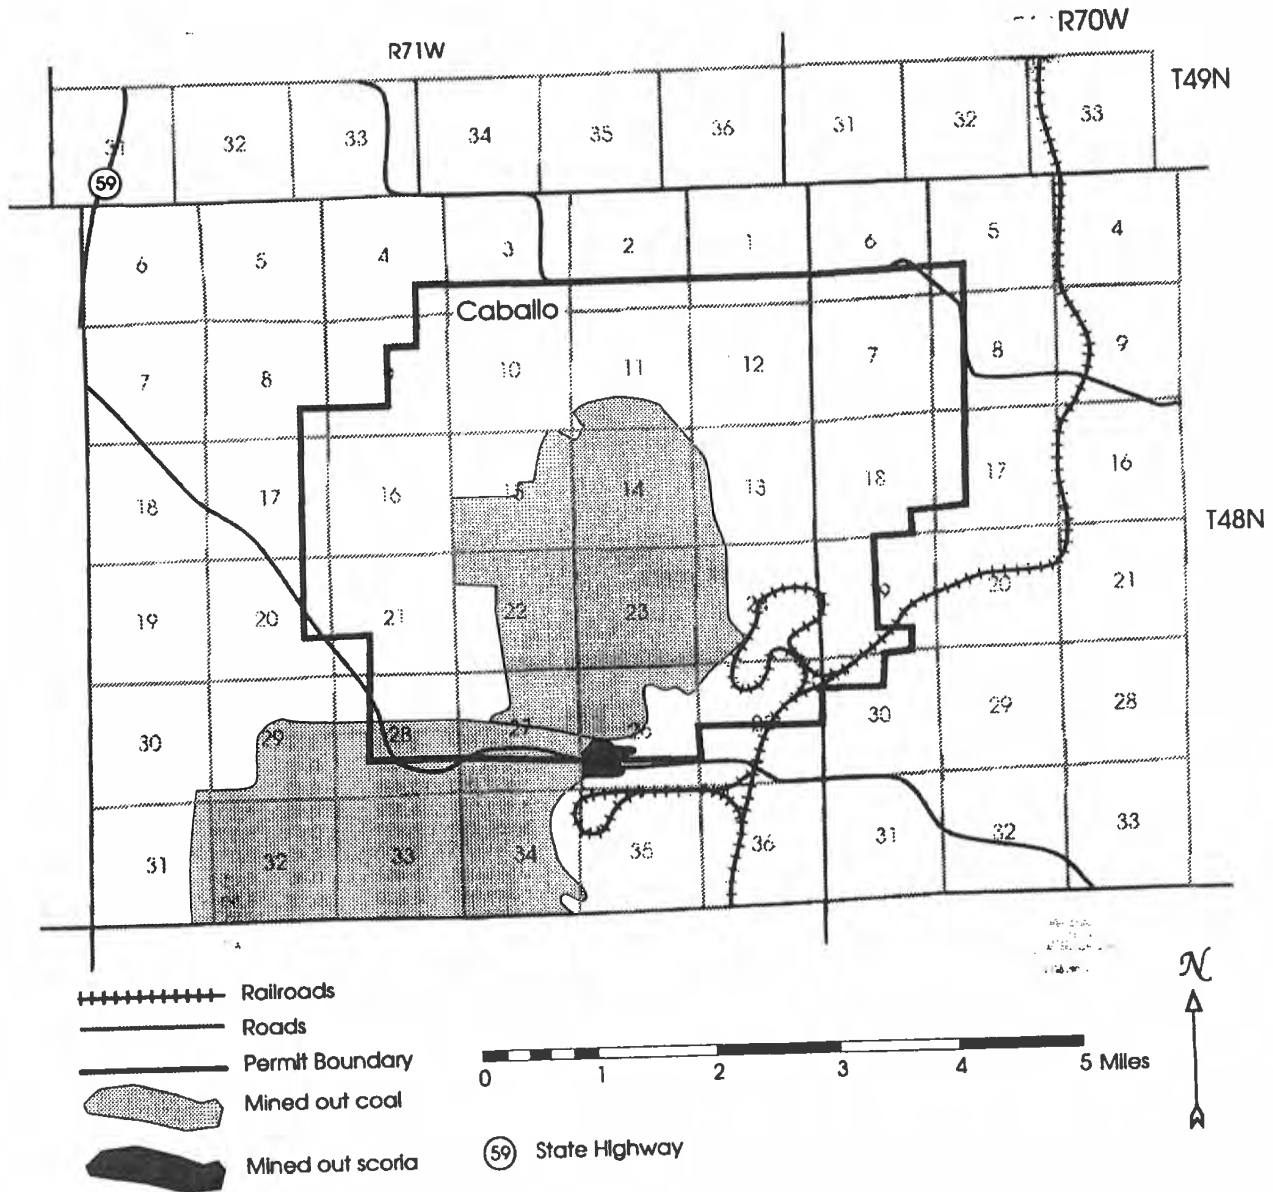 R70W
R71W
T49N
31 32 33 34 35 36 31 32 33
59
6 5 4 3 2 1 6 5 4
Caballo
7 8 9 10 11 12 7 8 9
18 17 16 15 14 13 18 17 16
T48N
19 20 21 22 23 24 19 20 21
30 29 28 27 26 25 30 29 28
31 32 33 34 35 36 31 32 33
N
Railroads
Roads
Permit Boundary
0 1 2 3 4 5 Miles
Mined out coal
59 State Highway
Mined out scoria